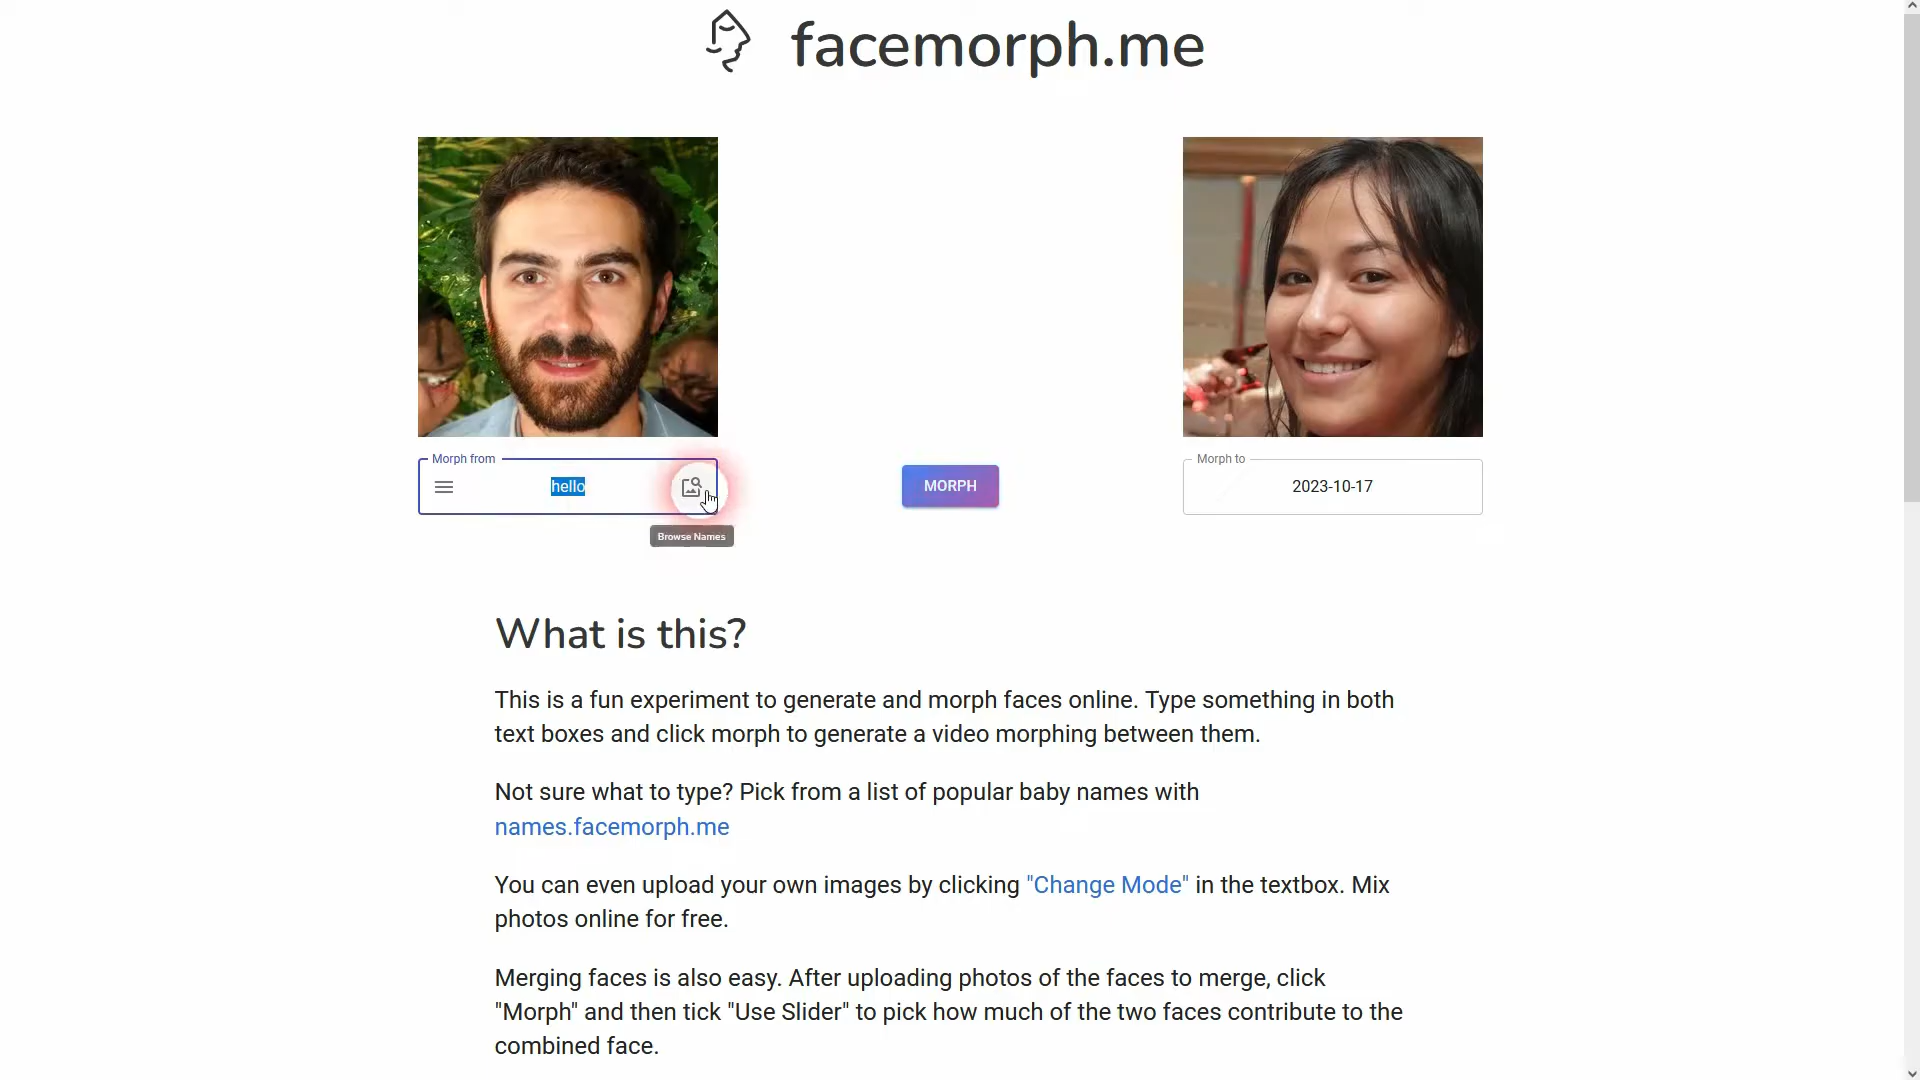 facemorph.me
Morph from
hello
MORPH
Morph to
2023-10-17
Browse Names
What is this?
This is a fun experiment to generate and morph faces online. Type something in both
text boxes and click morph to generate a video morphing between them.
Not sure what to type? Pick from a list of popular baby names with
names.facemorph.me
You can even upload your own images by clicking "Change Mode" in the textbox. Mix
photos online for free.
Merging faces is also easy. After uploading photos of the faces to merge, click
"Morph" and then tick "Use Slider" to pick how much of the two faces contribute to the
combined face.